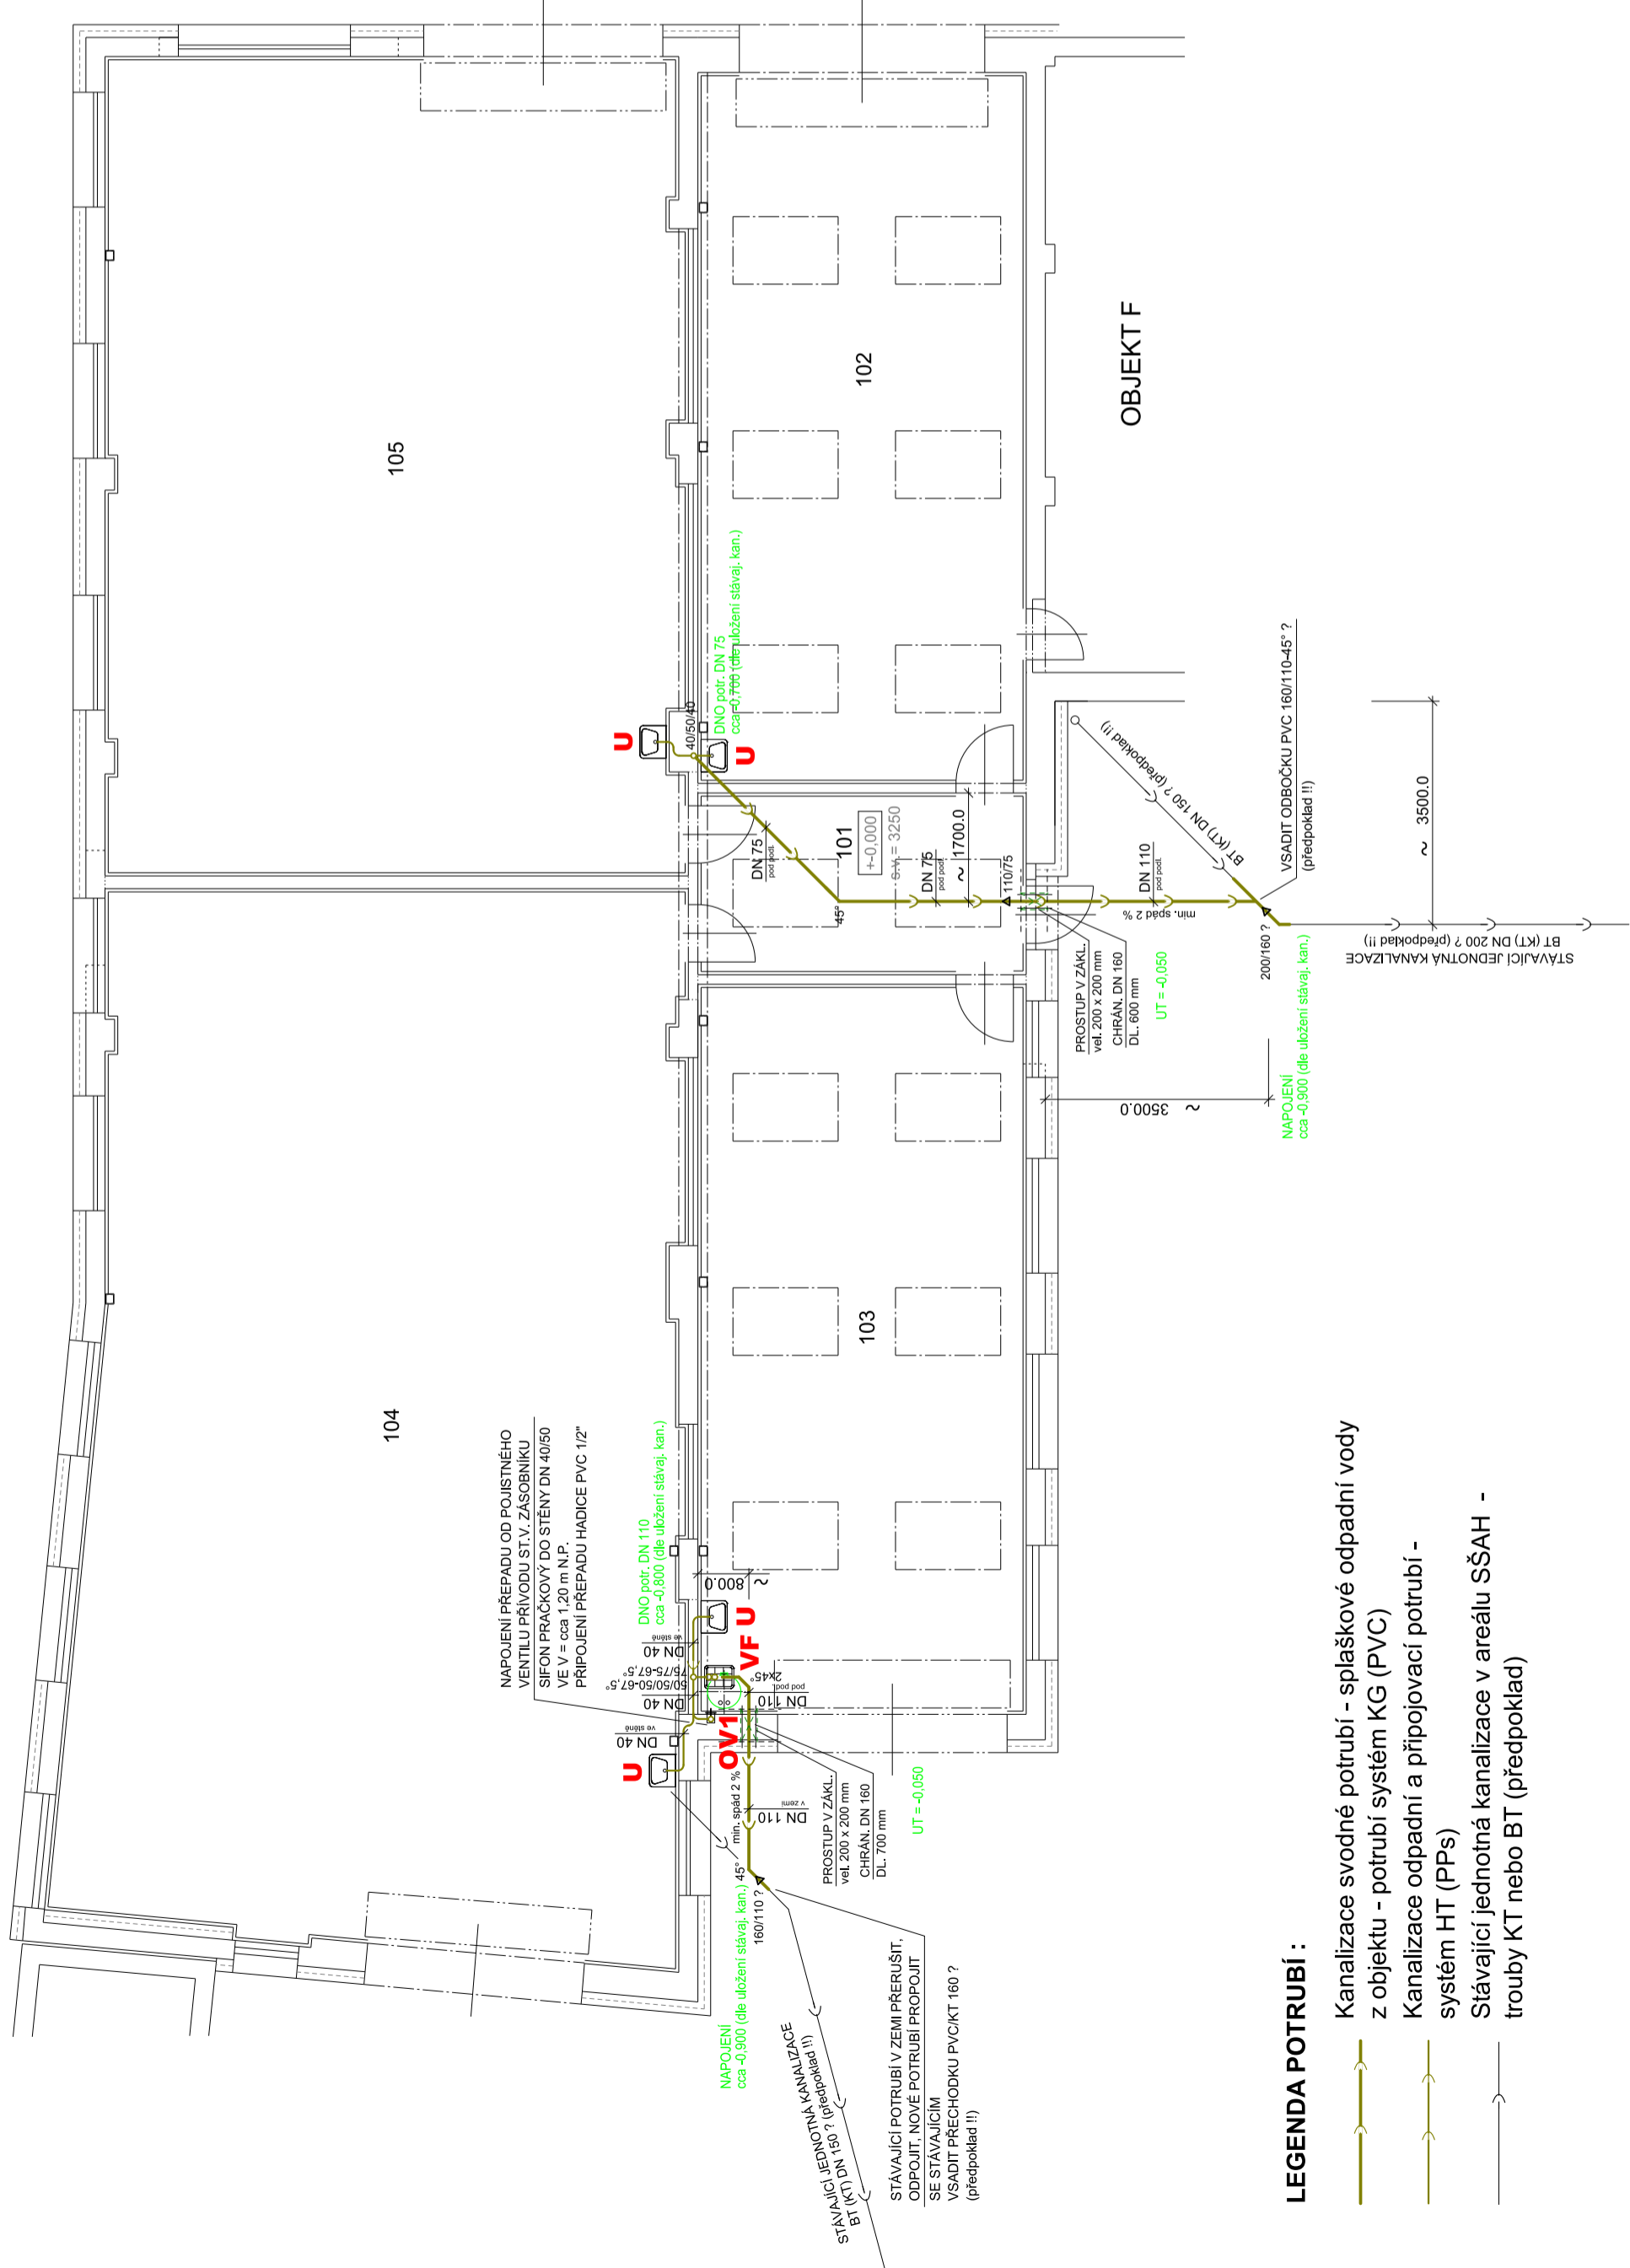 105
102
OBJEKT F
U
40/50/40
U
DNO potr. DN 75
cca -0,700 (dle uložení stávaj. kan.)
DN 75
pod podl.
101
+-0,000
s.v. = 3250
DN 75
pod podl.
~ 1700.0
110/75
45°
DN 110
pod podl.
min. spád 2 %
PROSTUP V ZÁKL.
vel. 200 x 200 mm
CHRÁN. DN 160
DL. 600 mm
UT = -0,050
BT (KT) DN 150 ? (předpoklad !!)
VSADIT ODBOČKU PVC 160/110-45° ?
(předpoklad !!)
~ 3500.0
200/160 ?
STÁVAJÍCÍ JEDNOTNÁ KANALIZACE
BT (KT) DN 200 ? (předpoklad !!)
NAPOJENÍ
cca -0,900 (dle uložení stávaj. kan.)
~ 3500.0
104
103
NAPOJENÍ PŘEPADU OD POJISTNÉHO
VENTILU PŘÍVODU ST.V. ZÁSOBNÍKU
SIFON PRAČKOVÝ DO STĚNY DN 40/50
VE V = cca 1,20 m N.P.
PŘIPOJENÍ PŘEPADU HADICE PVC 1/2"
DNO potr. DN 110
cca -0,800 (dle uložení stávaj. kan.)
~ 800.0
DN 40
ve stěně
75/75-67,5°
50/50/50-67,5°
DN 40
DN 40
ve stěně
U
VF
U
OV1
2x45°
DN 110
pod podl.
min. spád 2 %
DN 110
v zemi
45°
160/110 ?
PROSTUP V ZÁKL.
vel. 200 x 200 mm
CHRÁN. DN 160
DL. 700 mm
UT = -0,050
NAPOJENÍ
cca -0,900 (dle uložení stávaj. kan.)
STÁVAJÍCÍ JEDNOTNÁ KANALIZACE
BT (KT) DN 150 ? (předpoklad !!)
STÁVAJÍCÍ POTRUBÍ V ZEMI PŘERUŠIT,
ODPOJIT, NOVÉ POTRUBÍ PROPOJIT
SE STÁVAJÍCÍM
VSADIT PŘECHODKU PVC/KT 160 ?
(předpoklad !!)
LEGENDA POTRUBÍ :
Kanalizace svodné potrubí - splaškové odpadní vody
z objektu - potrubí systém KG (PVC)
Kanalizace odpadní a připojovací potrubí -
systém HT (PPs)
Stávající jednotná kanalizace v areálu SŠAH -
trouby KT nebo BT (předpoklad)